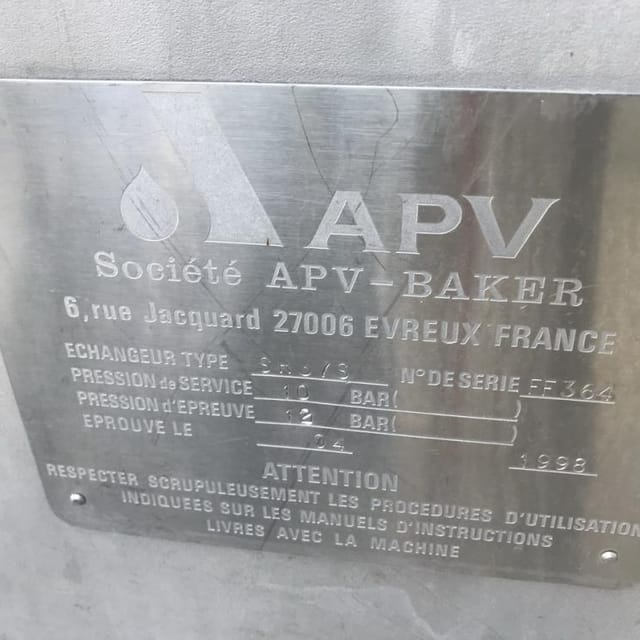 APV
Société APV-BAKER
6, rue Jacquard 27006 EVREUX FRANCE
ECHANGEUR TYPE N° DE SERIE FF364
PRESSION de SERVICE 10 BAR( )
PRESSION d'EPREUVE 12 BAR( )
EPROUVE LE 04 1998
ATTENTION
RESPECTER SCRUPULEUSEMENT LES PROCEDURES D'UTILISATION
INDIQUEES SUR LES MANUELS D'INSTRUCTIONS
LIVRES AVEC LA MACHINE